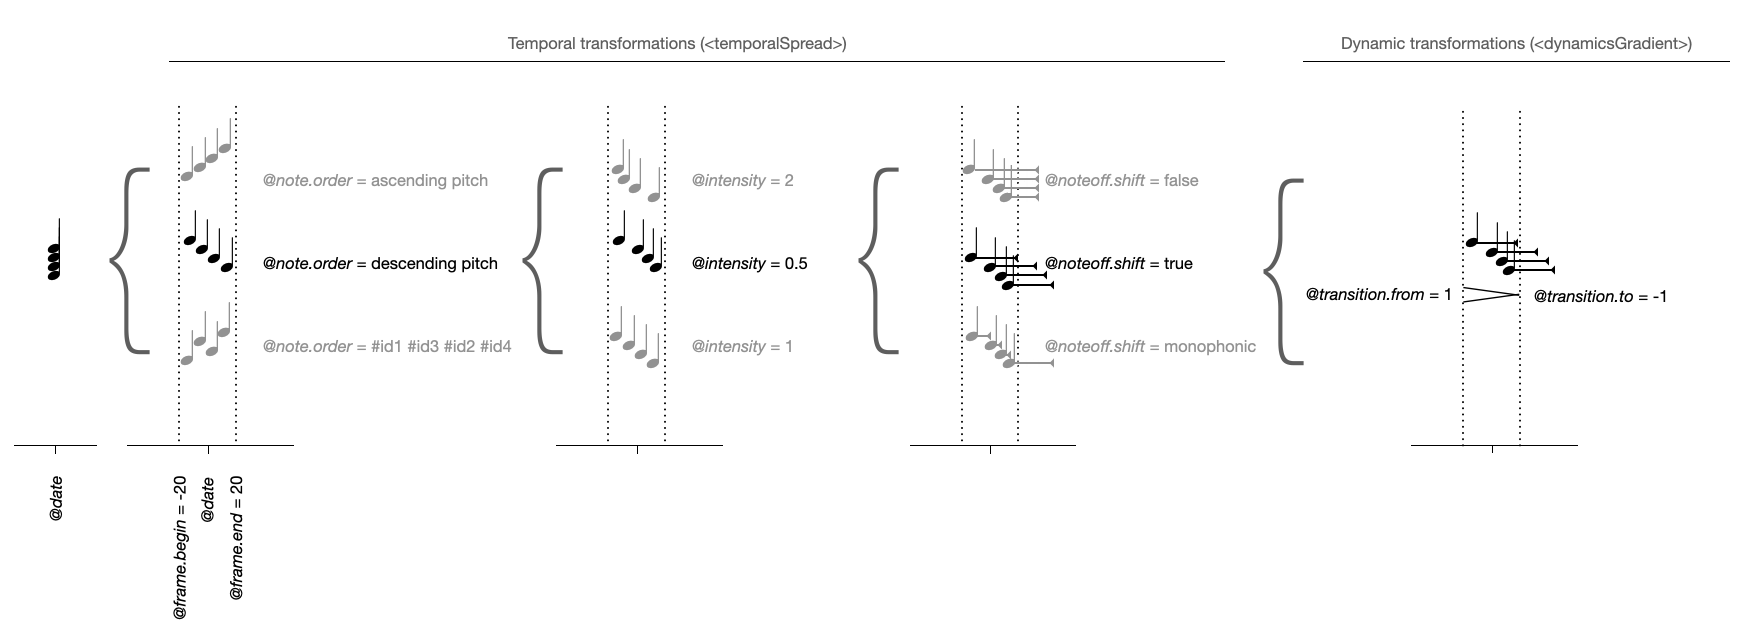 Temporal transformations (<temporalSpread>)
Dynamic transformations (<dynamicsGradient>)
@note.order = ascending pitch
@intensity = 2
@noteoff.shift = false
@note.order = descending pitch
@intensity = 0.5
@noteoff.shift = true
@transition.from = 1
@transition.to = -1
@note.order = #id1 #id3 #id2 #id4
@intensity = 1
@noteoff.shift = monophonic
@date
@frame.begin = -20
@date
@frame.end = 20